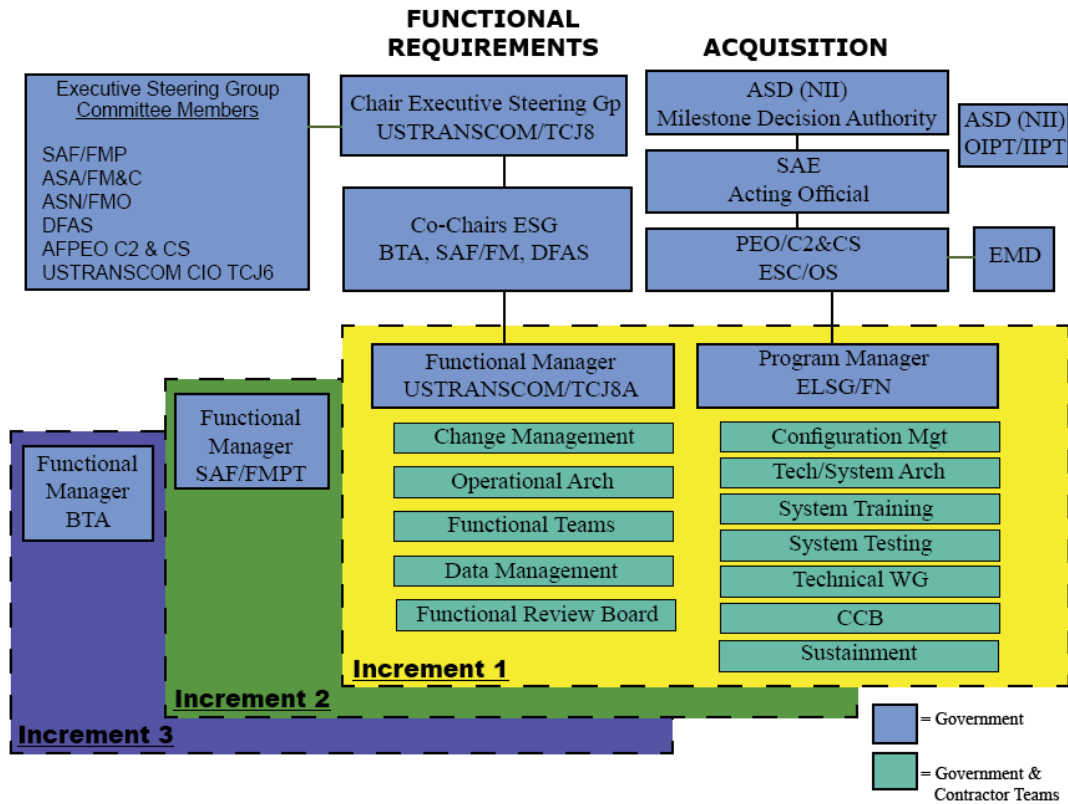 FUNCTIONAL
REQUIREMENTS
ACQUISITION
Executive Steering Group
Committee Members
SAF/FMP
ASA/FM&C
ASN/FMO
DFAS
AFPEO C2 & CS
USTRANSCOM CIO TCJ6
Chair Executive Steering Gp
USTRANSCOM/TCJ8
Co-Chairs ESG
BTA, SAF/FM, DFAS
ASD (NII)
Milestone Decision Authority
ASD (NII)
OIPT/IIPT
SAE
Acting Official
PEO/C2&CS
ESC/OS
EMD
Functional Manager
USTRANSCOM/TCJ8A
Change Management
Operational Arch
Functional Teams
Data Management
Functional Review Board
Program Manager
ELSG/FN
Configuration Mgt
Tech/System Arch
System Training
System Testing
Technical WG
CCB
Sustainment
Increment 1
Functional
Manager
SAF/FMPT
Increment 2
Functional
Manager
BTA
Increment 3
= Government
= Government &
Contractor Teams